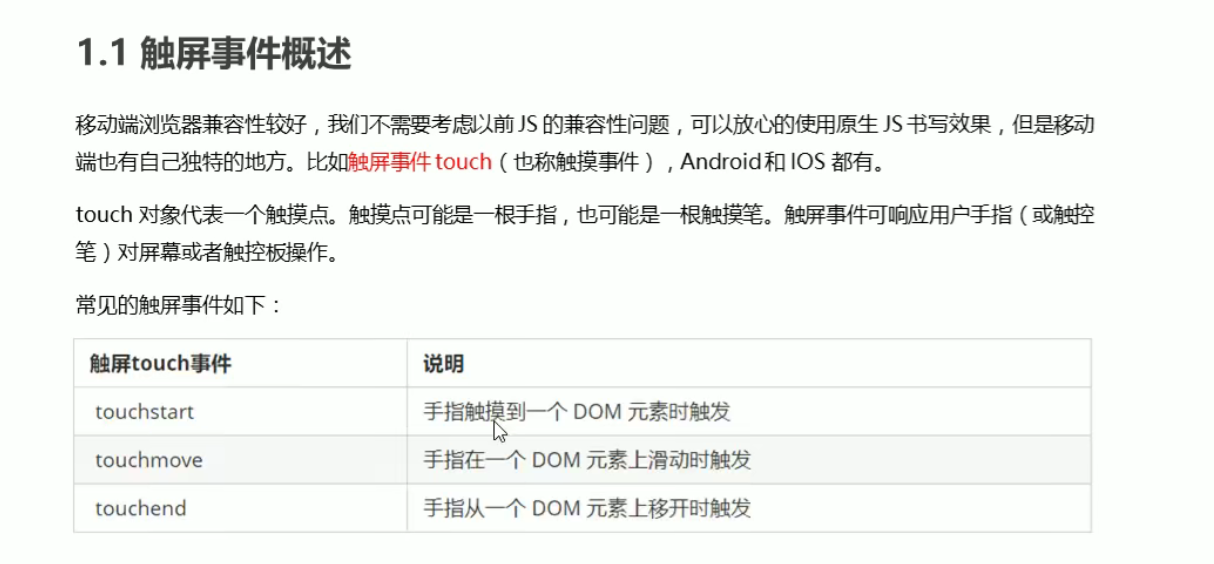 1.1 触屏事件概述
移动端浏览器兼容性较好，我们不需要考虑以前 JS 的兼容性问题，可以放心的使用原生 JS 书写效果，但是移动
端也有自己独特的地方。比如触屏事件 touch（也称触摸事件），Android 和 IOS 都有。
touch 对象代表一个触摸点。触摸点可能是一根手指，也可能是一根触摸笔。触屏事件可响应用户手指（或触控
笔）对屏幕或者触控板操作。
常见的触屏事件如下：
触屏touch事件 说明
touchstart 手指触摸到一个 DOM 元素时触发
touchmove 手指在一个 DOM 元素上滑动时触发
touchend 手指从一个 DOM 元素上移开时触发